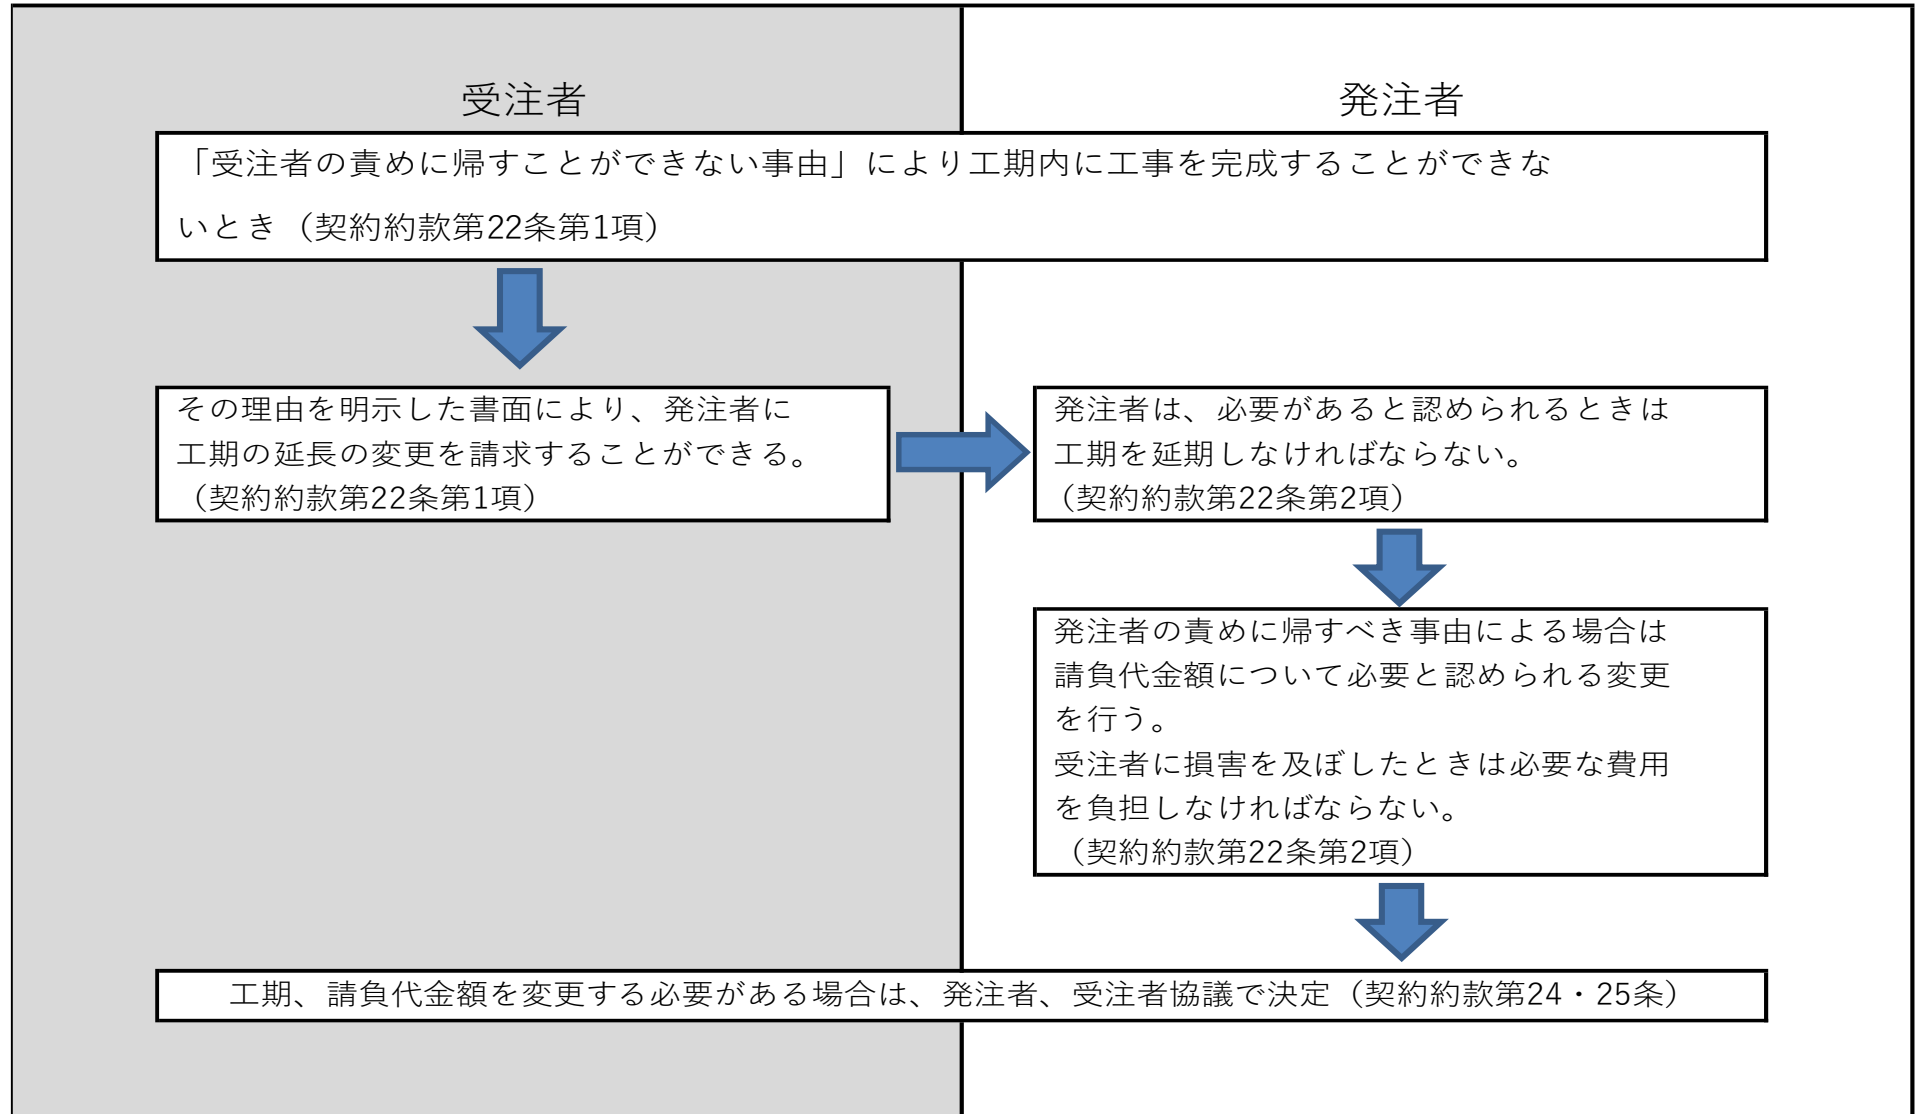 受注者
発注者
「受注者の責めに帰すことができない事由」により工期内に工事を完成することができな
いとき（契約約款第22条第1項）
その理由を明示した書面により、発注者に
工期の延長の変更を請求することができる。
（契約約款第22条第1項）
発注者は、必要があると認められるときは
工期を延期しなければならない。
（契約約款第22条第2項）
発注者の責めに帰すべき事由による場合は
請負代金額について必要と認められる変更
を行う。
受注者に損害を及ぼしたときは必要な費用
を負担しなければならない。
（契約約款第22条第2項）
工期、請負代金額を変更する必要がある場合は、発注者、受注者協議で決定（契約約款第24・25条）